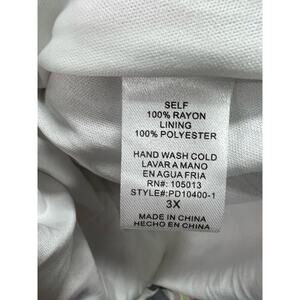 SELF
100% RAYON
LINING
100% POLYESTER
HAND WASH COLD
LAVAR A MANO
EN AGUA FRIA
RN#: 105013
STYLE#:PD10400-1
3X
MADE IN CHINA
HECHO EN CHINA